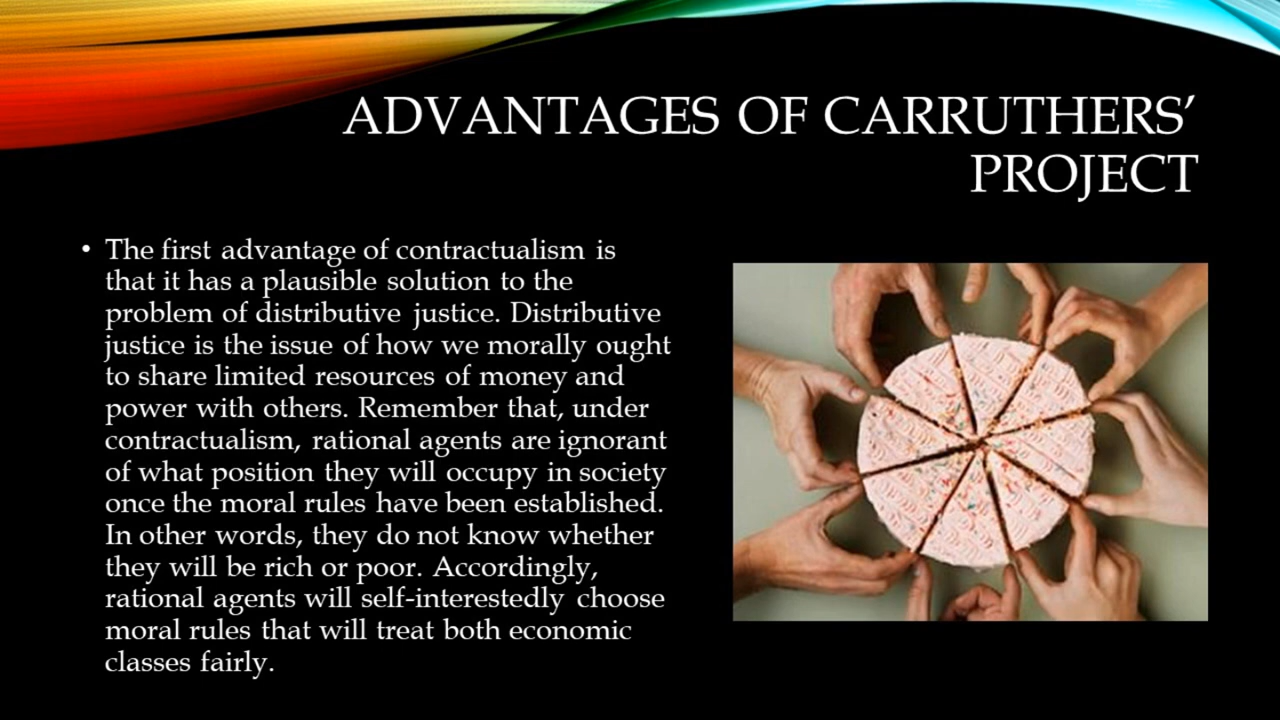 ADVANTAGES OF CARRUTHERS’
PROJECT
• The first advantage of contractualism is
that it has a plausible solution to the
problem of distributive justice. Distributive
justice is the issue of how we morally ought
to share limited resources of money and
power with others. Remember that, under
contractualism, rational agents are ignorant
of what position they will occupy in society
once the moral rules have been established.
In other words, they do not know whether
they will be rich or poor. Accordingly,
rational agents will self-interestedly choose
moral rules that will treat both economic
classes fairly.